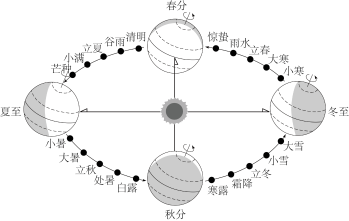 春分
清明
谷雨
立夏
小满
芒种
夏至
小暑
大暑
立秋
处暑
白露
秋分
寒露
霜降
立冬
小雪
大雪
冬至
小寒
大寒
立春
雨水
惊蛰